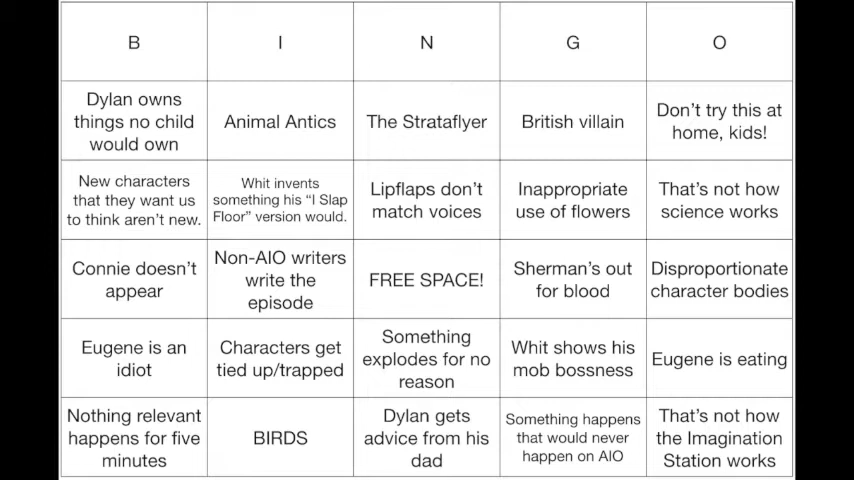 B
I
N
G
O
Dylan owns
things no child
would own
Animal Antics
The Strataflyer
British villain
Don't try this at
home, kids!
New characters
that they want us
to think aren't new.
Whit invents
something his "I Slap
Floor" version would.
Lipflaps don't
match voices
Inappropriate
use of flowers
That's not how
science works
Connie doesn't
appear
Non-AIO writers
write the
episode
FREE SPACE!
Sherman's out
for blood
Disproportionate
character bodies
Eugene is an
idiot
Characters get
tied up/trapped
Something
explodes for no
reason
Whit shows his
mob bossness
Eugene is eating
Nothing relevant
happens for five
minutes
BIRDS
Dylan gets
advice from his
dad
Something happens
that would never
happen on AIO
That's not how
the Imagination
Station works